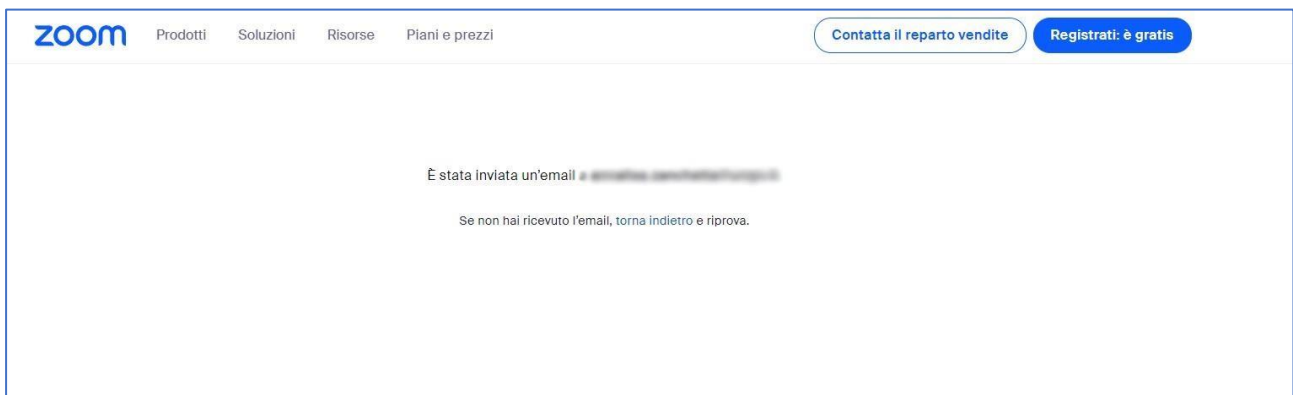 zoom Prodotti Soluzioni Risorse Piani e prezzi Contatta il reparto vendite Registrati: è gratis
È stata inviata un'email a
Se non hai ricevuto l'email, torna indietro e riprova.